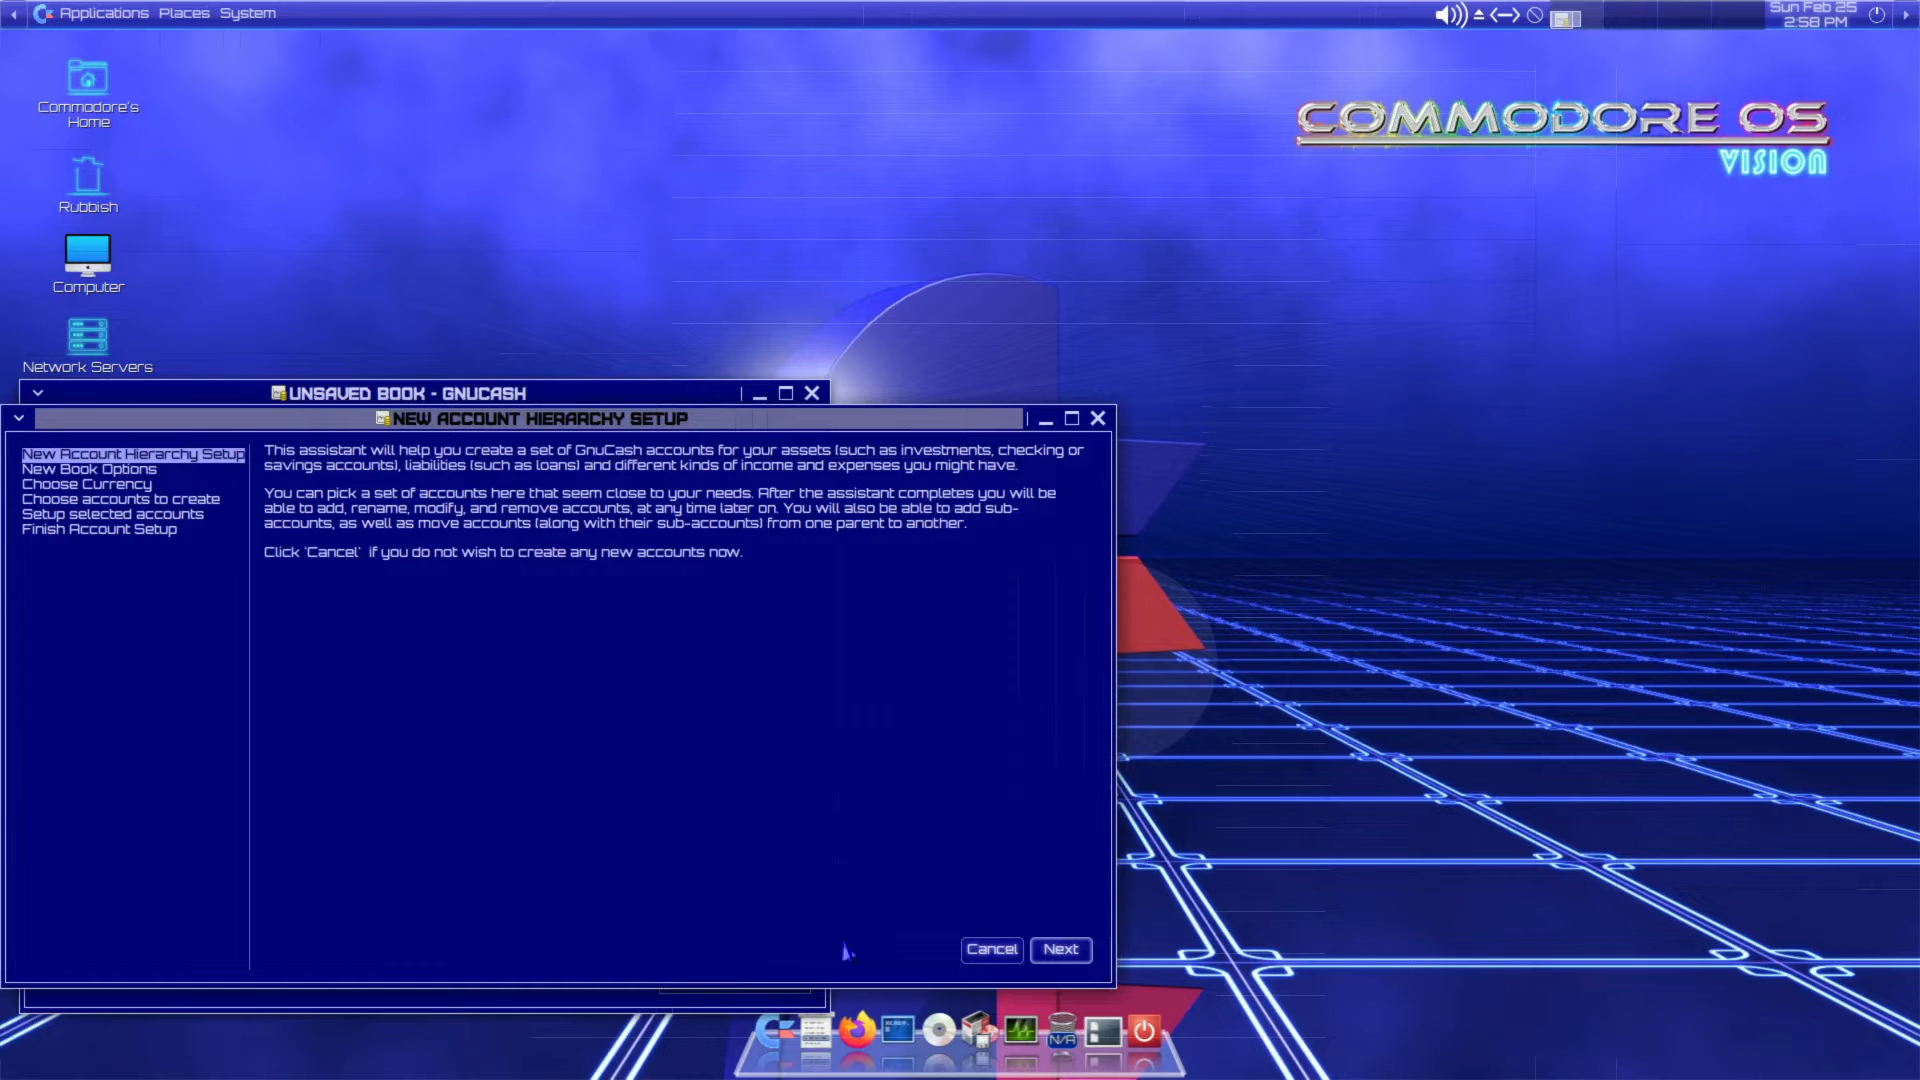 Applications Places System
Sun Feb 25
2:58 PM
COMMODORE OS
VISION
Commodore's
Home
Rubbish
Computer
Network Servers
UNSAVED BOOK - GNUCASH
NEW ACCOUNT HIERARCHY SETUP
New Account Hierarchy Setup
New Book Options
Choose Currency
Choose accounts to create
Setup selected accounts
Finish Account Setup
This assistant will help you create a set of GnuCash accounts for your assets (such as investments, checking or
savings accounts), liabilities (such as loans) and different kinds of income and expenses you might have.
You can pick a set of accounts here that seem close to your needs. After the assistant completes you will be
able to add, rename, modify, and remove accounts, at any time later on. You will also be able to add sub-
accounts, as well as move accounts (along with their sub-accounts) from one parent to another.
Click 'Cancel'  if you do not wish to create any new accounts now.
Cancel
Next
N/A